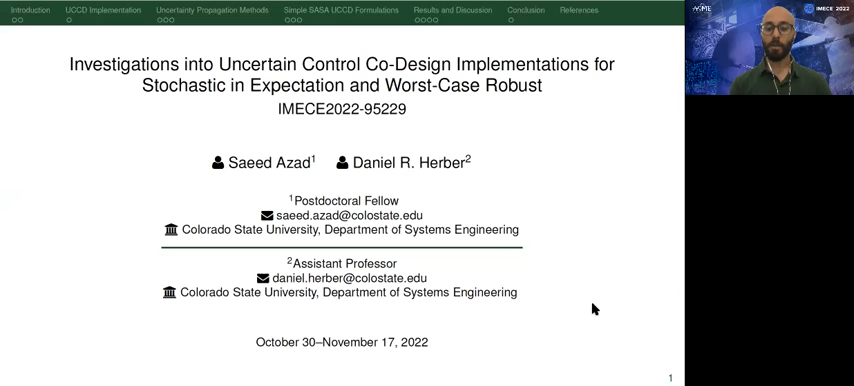 Introduction UCCD Implementation Uncertainty Propagation Methods Simple SASA UCCD Formulations Results and Discussion Conclusion References
Investigations into Uncertain Control Co-Design Implementations for
Stochastic in Expectation and Worst-Case Robust
IMECE2022-95229
Saeed Azad1 Daniel R. Herber2
1Postdoctoral Fellow
saeed.azad@colostate.edu
Colorado State University, Department of Systems Engineering
2Assistant Professor
daniel.herber@colostate.edu
Colorado State University, Department of Systems Engineering
October 30–November 17, 2022
1
ASME
IMECE 2022